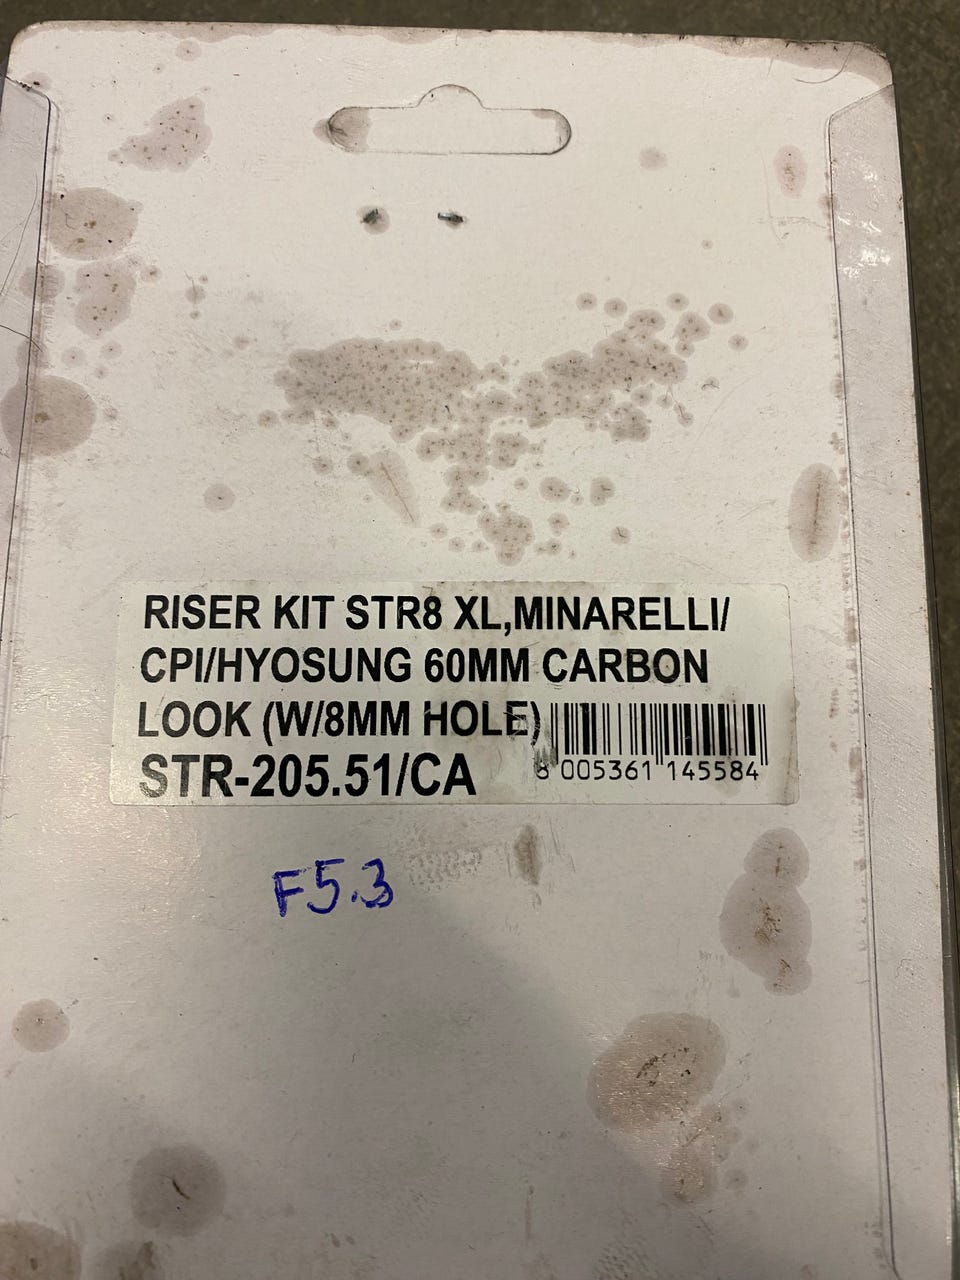 RISER KIT STR8 XL,MINARELLI/
CPI/HYOSUNG 60MM CARBON
LOOK (W/8MM HOLE)
STR-205.51/CA
8 005361 145584
F5.3